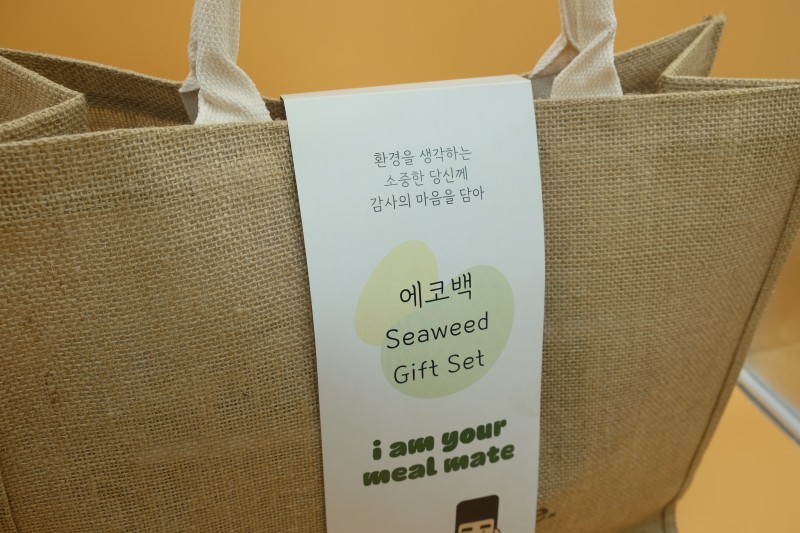 환경을 생각하는
소중한 당신께
감사의 마음을 담아
에코백
Seaweed
Gift Set
i am your
meal mate